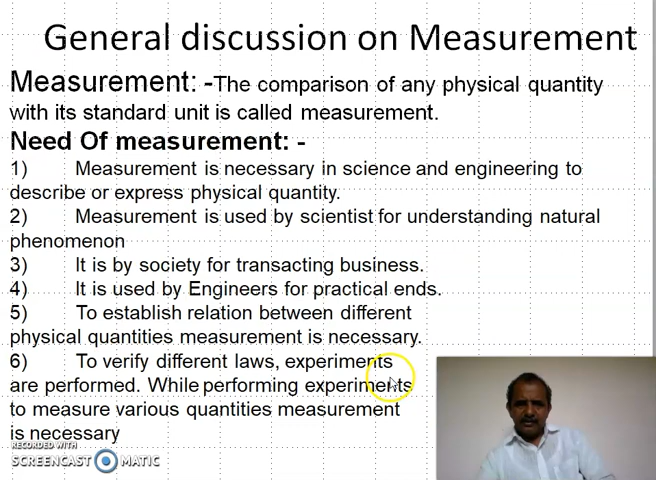 General discussion on Measurement
Measurement: -The comparison of any physical quantity
with its standard unit is called measurement.
Need Of measurement: -
1) Measurement is necessary in science and engineering to
describe or express physical quantity.
2) Measurement is used by scientist for understanding natural
phenomenon
3) It is by society for transacting business.
4) It is used by Engineers for practical ends.
5) To establish relation between different
physical quantities measurement is necessary.
6) To verify different laws, experiments
are performed. While performing experiments
to measure various quantities measurement
is necessary
RECORDED WITH
SCREENCAST MATIC